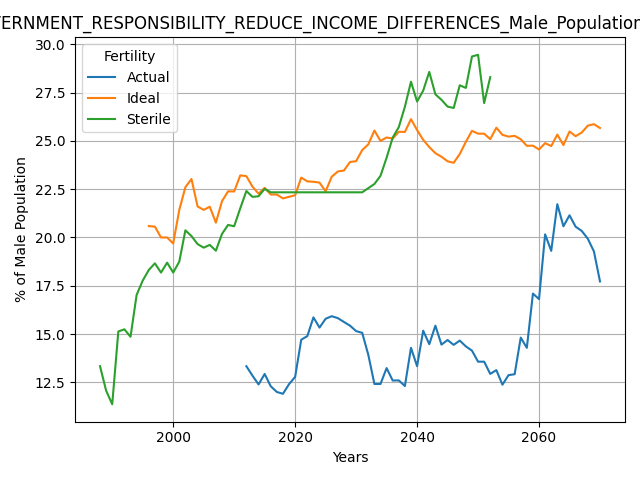 ERNMENT_RESPONSIBILITY_REDUCE_INCOME_DIFFERENCES_Male_Population
Fertility
Actual
Ideal
Sterile
30.0
27.5
25.0
22.5
20.0
17.5
15.0
12.5
% of Male Population
2000 2020 2040 2060
Years